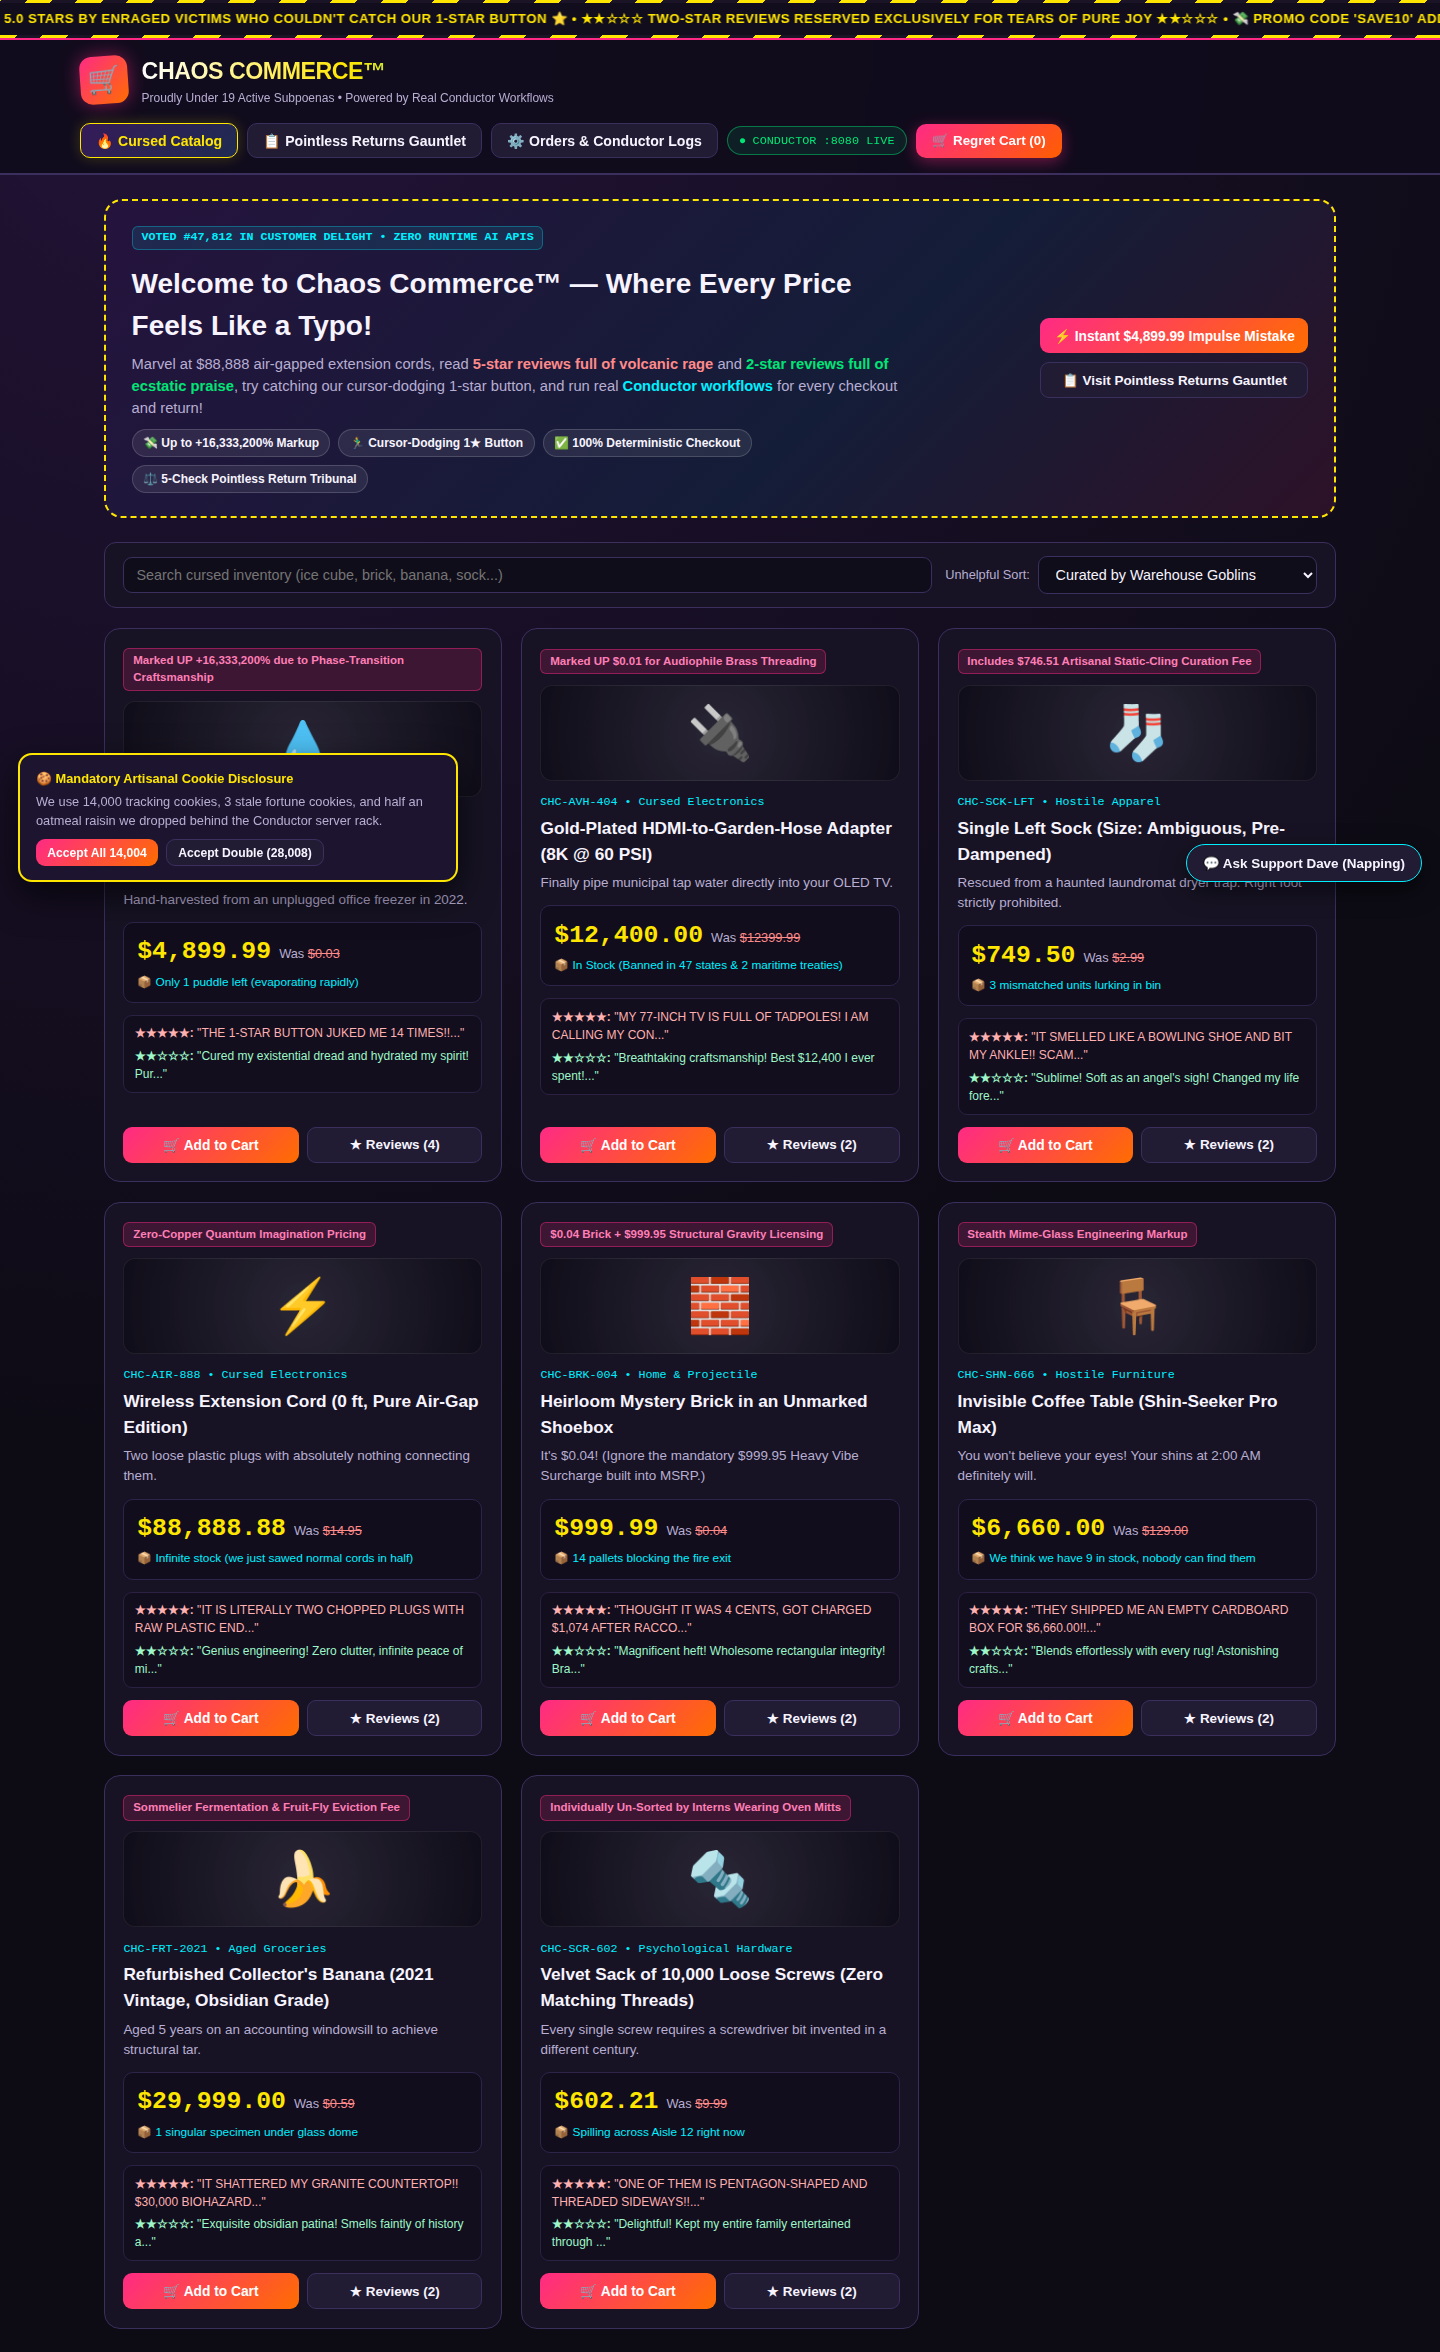 5.0 STARS BY ENRAGED VICTIMS WHO COULDN'T CATCH OUR 1-STAR BUTTON ⭐ • ★★☆☆☆ TWO-STAR REVIEWS RESERVED EXCLUSIVELY FOR TEARS OF PURE JOY ★★☆☆☆ • 💸 PROMO CODE 'SAVE10'
CHAOS COMMERCE™
Proudly Under 19 Active Subpoenas • Powered by Real Conductor Workflows
🔥 Cursed Catalog
📋 Pointless Returns Gauntlet
⚙️ Orders & Conductor Logs
● CONDUCTOR :8080 LIVE
🛒 Regret Cart (0)
VOTED #47,812 IN CUSTOMER DELIGHT • ZERO RUNTIME AI APIS
Welcome to Chaos Commerce™ — Where Every Price
Feels Like a Typo!
Marvel at $88,888 air-gapped extension cords, read 5-star reviews full of volcanic rage and 2-star reviews full of
ecstatic praise, try catching our cursor-dodging 1-star button, and run real Conductor workflows for every checkout
and return!
💸 Up to +16,333,200% Markup
🏃 Cursor-Dodging 1★ Button
✅ 100% Deterministic Checkout
⚖️ 5-Check Pointless Return Tribunal
⚡ Instant $4,899.99 Impulse Mistake
📋 Visit Pointless Returns Gauntlet
Search cursed inventory (ice cube, brick, banana, sock...)
Unhelpful Sort:
Curated by Warehouse Goblins
Marked UP +16,333,200% due to Phase-Transition
Craftsmanship
🍪 Mandatory Artisanal Cookie Disclosure
We use 14,000 tracking cookies, 3 stale fortune cookies, and half an
oatmeal raisin we dropped behind the Conductor server rack.
Accept All 14,004
Accept Double (28,008)
Hand-harvested from an unplugged office freezer in 2022.
$4,899.99 Was $0.03
📦 Only 1 puddle left (evaporating rapidly)
★★★★★: "THE 1-STAR BUTTON JUKED ME 14 TIMES!!..."
★★☆☆☆: "Cured my existential dread and hydrated my spirit!
Pur..."
🛒 Add to Cart
★ Reviews (4)
Marked UP $0.01 for Audiophile Brass Threading
CHC-AVH-404 • Cursed Electronics
Gold-Plated HDMI-to-Garden-Hose Adapter
(8K @ 60 PSI)
Finally pipe municipal tap water directly into your OLED TV.
$12,400.00 Was $12399.99
📦 In Stock (Banned in 47 states & 2 maritime treaties)
★★★★★: "MY 77-INCH TV IS FULL OF TADPOLES! I AM
CALLING MY CON..."
★★☆☆☆: "Breathtaking craftsmanship! Best $12,400 I ever
spent!..."
🛒 Add to Cart
★ Reviews (2)
Includes $746.51 Artisanal Static-Cling Curation Fee
CHC-SCK-LFT • Hostile Apparel
Single Left Sock (Size: Ambiguous, Pre-
Dampened)
💬 Ask Support Dave (Napping)
Rescued from a haunted laundromat dryer trap. Right foot
strictly prohibited.
$749.50 Was $2.99
📦 3 mismatched units lurking in bin
★★★★★: "IT SMELLED LIKE A BOWLING SHOE AND BIT
MY ANKLE!! SCAM..."
★★☆☆☆: "Sublime! Soft as an angel's sigh! Changed my life
fore..."
🛒 Add to Cart
★ Reviews (2)
Zero-Copper Quantum Imagination Pricing
CHC-AIR-888 • Cursed Electronics
Wireless Extension Cord (0 ft, Pure Air-Gap
Edition)
Two loose plastic plugs with absolutely nothing connecting
them.
$88,888.88 Was $14.95
📦 Infinite stock (we just sawed normal cords in half)
★★★★★: "IT IS LITERALLY TWO CHOPPED PLUGS WITH
RAW PLASTIC END..."
★★☆☆☆: "Genius engineering! Zero clutter, infinite peace of
mi..."
🛒 Add to Cart
★ Reviews (2)
$0.04 Brick + $999.95 Structural Gravity Licensing
CHC-BRK-004 • Home & Projectile
Heirloom Mystery Brick in an Unmarked
Shoebox
It's $0.04! (Ignore the mandatory $999.95 Heavy Vibe
Surcharge built into MSRP.)
$999.99 Was $0.04
📦 14 pallets blocking the fire exit
★★★★★: "THOUGHT IT WAS 4 CENTS, GOT CHARGED
$1,074 AFTER RACCO..."
★★☆☆☆: "Magnificent heft! Wholesome rectangular integrity!
Bra..."
🛒 Add to Cart
★ Reviews (2)
Stealth Mime-Glass Engineering Markup
CHC-SHN-666 • Hostile Furniture
Invisible Coffee Table (Shin-Seeker Pro
Max)
You won't believe your eyes! Your shins at 2:00 AM
definitely will.
$6,660.00 Was $129.00
📦 We think we have 9 in stock, nobody can find them
★★★★★: "THEY SHIPPED ME AN EMPTY CARDBOARD
BOX FOR $6,660.00!!..."
★★☆☆☆: "Blends effortlessly with every rug! Astonishing
crafts..."
🛒 Add to Cart
★ Reviews (2)
Sommelier Fermentation & Fruit-Fly Eviction Fee
CHC-FRT-2021 • Aged Groceries
Refurbished Collector's Banana (2021
Vintage, Obsidian Grade)
Aged 5 years on an accounting windowsill to achieve
structural tar.
$29,999.00 Was $0.59
📦 1 singular specimen under glass dome
★★★★★: "IT SHATTERED MY GRANITE COUNTERTOP!!
$30,000 BIOHAZARD..."
★★☆☆☆: "Exquisite obsidian patina! Smells faintly of history
a..."
🛒 Add to Cart
★ Reviews (2)
Individually Un-Sorted by Interns Wearing Oven Mitts
CHC-SCR-602 • Psychological Hardware
Velvet Sack of 10,000 Loose Screws (Zero
Matching Threads)
Every single screw requires a screwdriver bit invented in a
different century.
$602.21 Was $9.99
📦 Spilling across Aisle 12 right now
★★★★★: "ONE OF THEM IS PENTAGON-SHAPED AND
THREADED SIDEWAYS!!..."
★★☆☆☆: "Delightful! Kept my entire family entertained
through ..."
🛒 Add to Cart
★ Reviews (2)